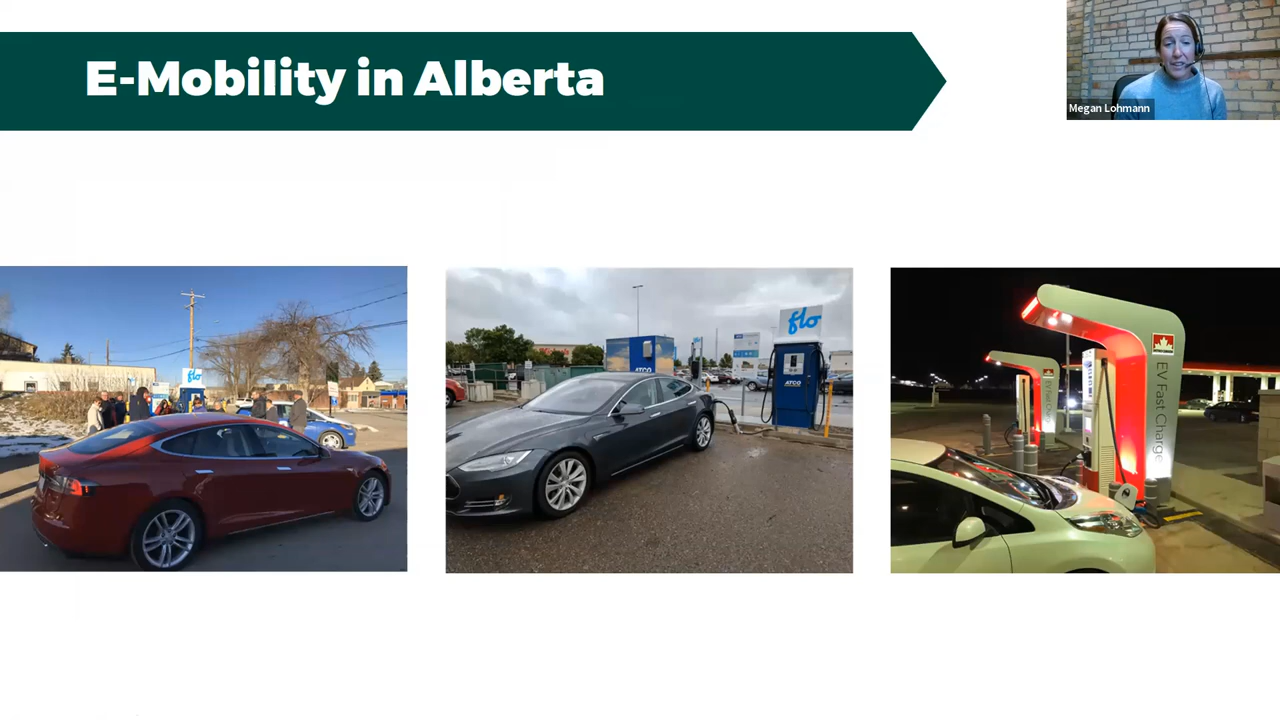 E-Mobility in Alberta
Megan Lohmann
flo
flo
ATCO
ATCO
EV Fast Charge